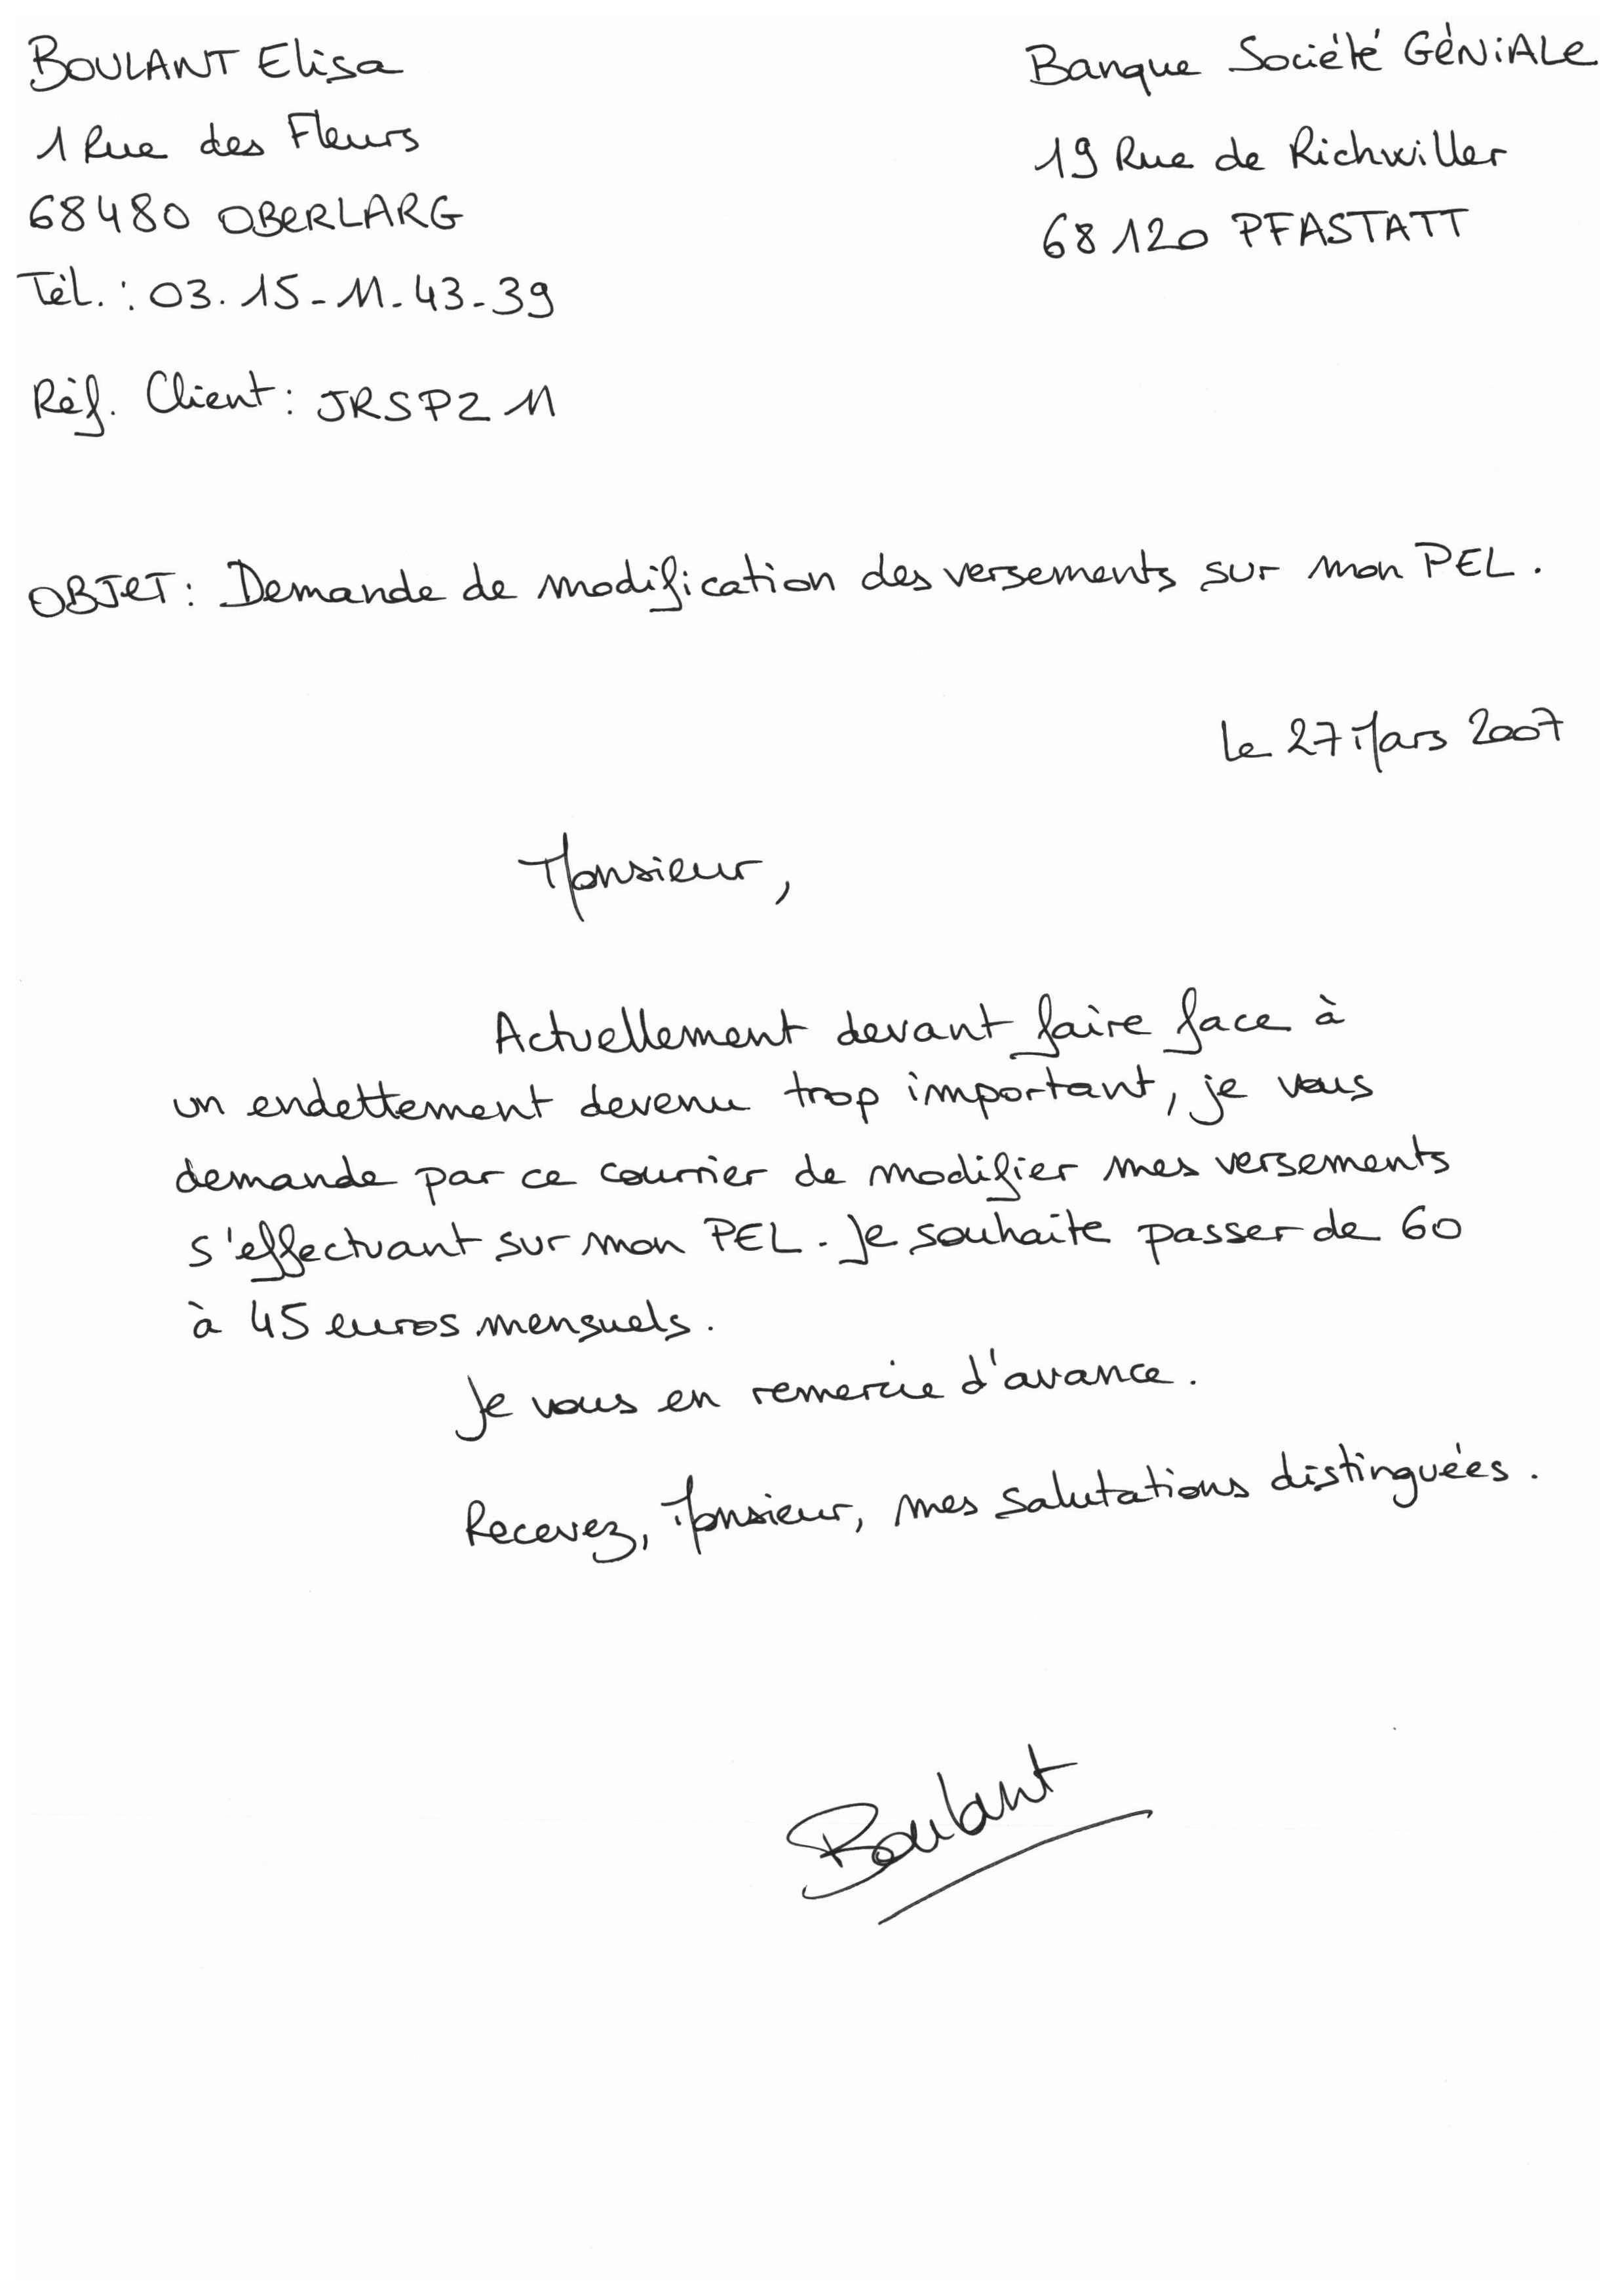 BOULANT Elisa
1 Rue des Fleurs
68480 OBERLARG
Tél. : 03.15-11-43-39
Réf. Client : JRSP211
Banque Société GÉNiALe
19 Rue de Richwiller
68120 PFASTATT
OBJET : Demande de modification des versements sur mon PEL.
Le 27 Mars 2007
Monsieur,
Actuellement devant faire face à
un endettement devenu trop important, je vous
demande par ce courrier de modifier mes versements
s'effectuant sur mon PEL. Je souhaite passer de 60
à 45 euros mensuels.
Je vous en remercie d'avance.
Recevez, Monsieur, mes salutations distinguées.
Boulant